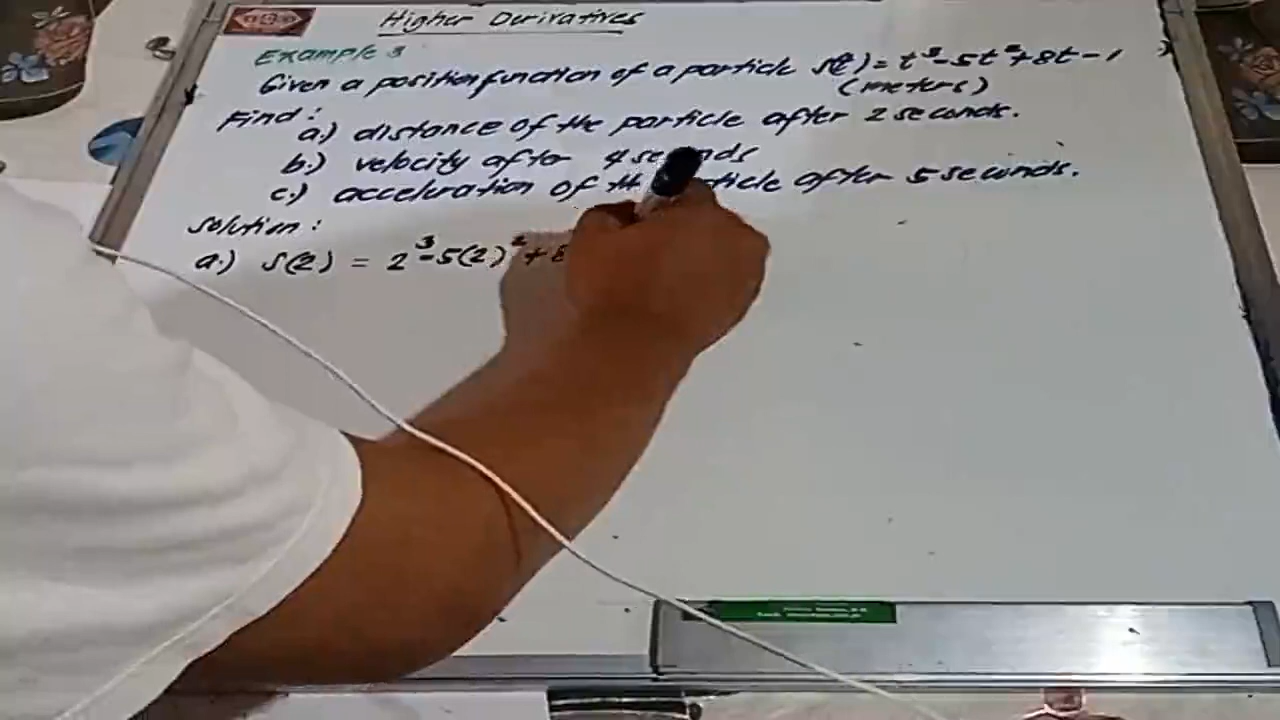 Higher Derivatives
Example 3
Given a position function of a particle s(t) = t³-5t²+8t-1
(meters)
Find:
a.) distance of the particle after 2 seconds.
b.) velocity after 4 seconds
c.) acceleration of the particle after 5 seconds.
Solution:
a.) s(2) = 2³-5(2)²+8